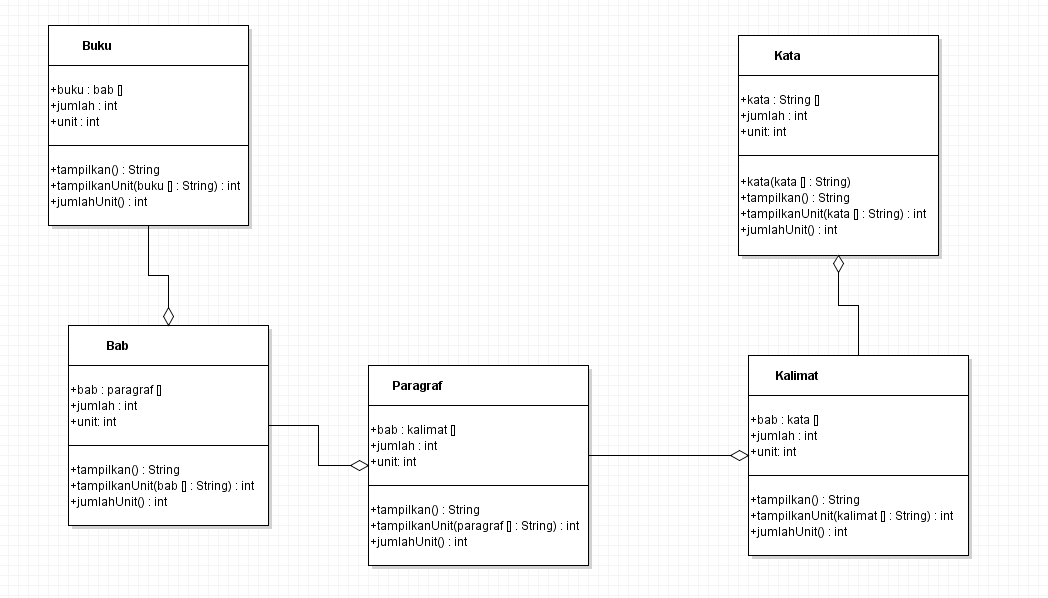 Buku
+buku : bab []
+jumlah : int
+unit : int
+tampilkan() : String
+tampilkanUnit(buku [] : String) : int
+jumlahUnit() : int
Kata
+kata : String []
+jumlah : int
+unit: int
+kata(kata [] : String)
+tampilkan() : String
+tampilkanUnit(kata [] : String) : int
+jumlahUnit() : int
Bab
+bab : paragraf []
+jumlah : int
+unit: int
+tampilkan() : String
+tampilkanUnit(bab [] : String) : int
+jumlahUnit() : int
Paragraf
+bab : kalimat []
+jumlah : int
+unit: int
+tampilkan() : String
+tampilkanUnit(paragraf [] : String) : int
+jumlahUnit() : int
Kalimat
+bab : kata []
+jumlah : int
+unit: int
+tampilkan() : String
+tampilkanUnit(kalimat [] : String) : int
+jumlahUnit() : int